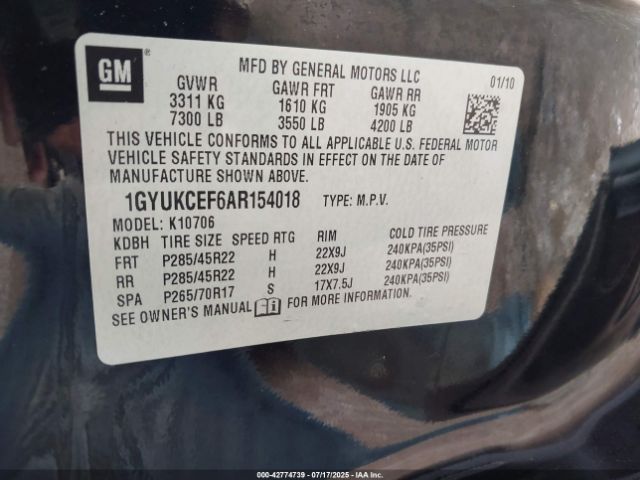 GM ®
MFD BY GENERAL MOTORS LLC 01/10
GVWR GAWR FRT GAWR RR
3311 KG 1610 KG 1905 KG
7300 LB 3550 LB 4200 LB
THIS VEHICLE CONFORMS TO ALL APPLICABLE U.S. FEDERAL MOTOR
VEHICLE SAFETY STANDARDS IN EFFECT ON THE DATE OF
MANUFACTURE SHOWN ABOVE.
1GYUKCEF6AR154018 TYPE: M.P.V.
MODEL: K10706
KDBH TIRE SIZE SPEED RTG RIM COLD TIRE PRESSURE
FRT P285/45R22 H 22X9J 240KPA(35PSI)
RR P285/45R22 H 22X9J 240KPA(35PSI)
SPA P265/70R17 S 17X7.5J 240KPA(35PSI)
SEE OWNER'S MANUAL FOR MORE INFORMATION
000-42774739 07/17/2025 IAA Inc.